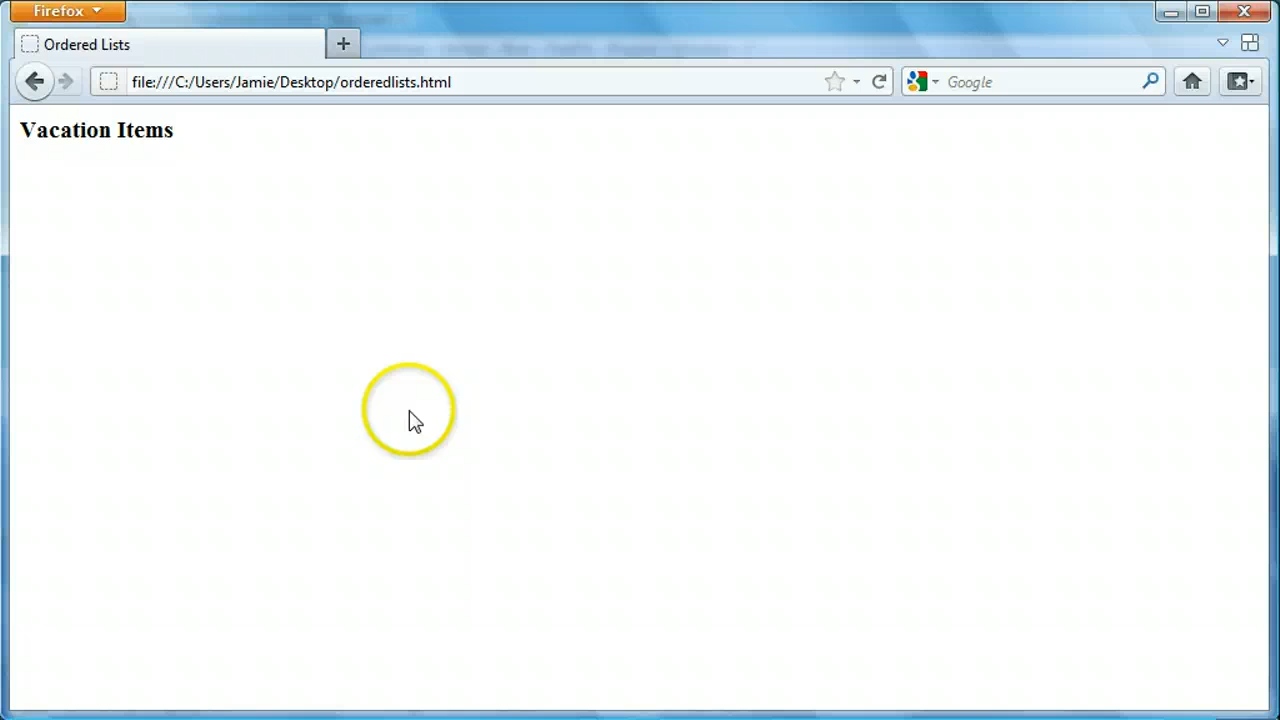 Firefox
Ordered Lists
file:///C:/Users/Jamie/Desktop/orderedlists.html
Google
Vacation Items